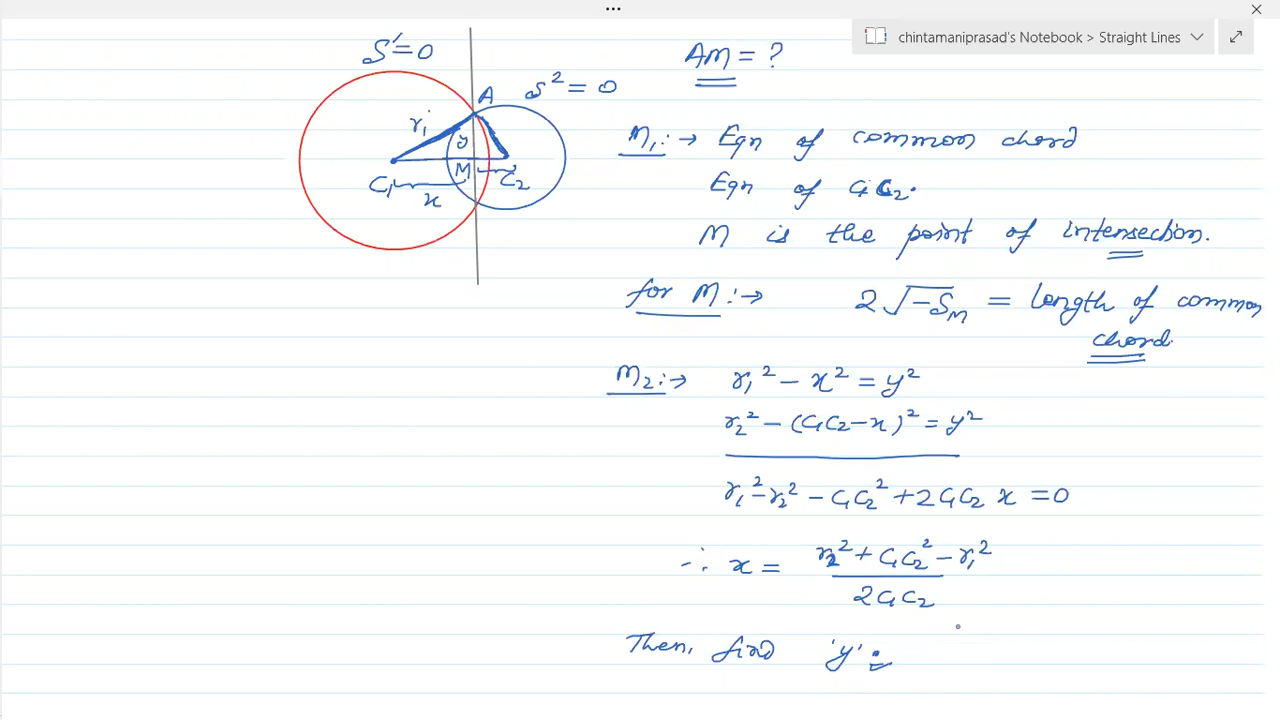 chintamaniprasad's Notebook > Straight Lines
S'=0
S²=0
A
r₁
y
M
C₁
C₂
x
AM = ?
M₁:→ Eqn of common chord
Eqn of C₁C₂.
M is the point of intensection.
for M:→ 2√-S_M = length of common
chord.
M₂:→ r₁² - x² = y²
r₂² - (C₁C₂-x)² = y²
r₁²-r₂² - C₁C₂² + 2C₁C₂ x = 0
∴ x = r₂² + C₁C₂² - r₁²
2C₁C₂
Then, find 'y'.